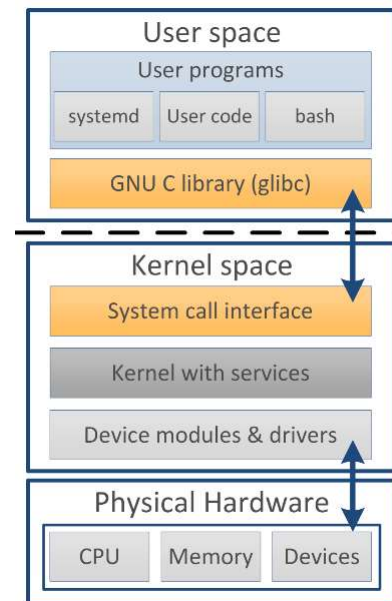 User space
User programs
systemd User code bash
GNU C library (glibc)
Kernel space
System call interface
Kernel with services
Device modules & drivers
Physical Hardware
CPU Memory Devices